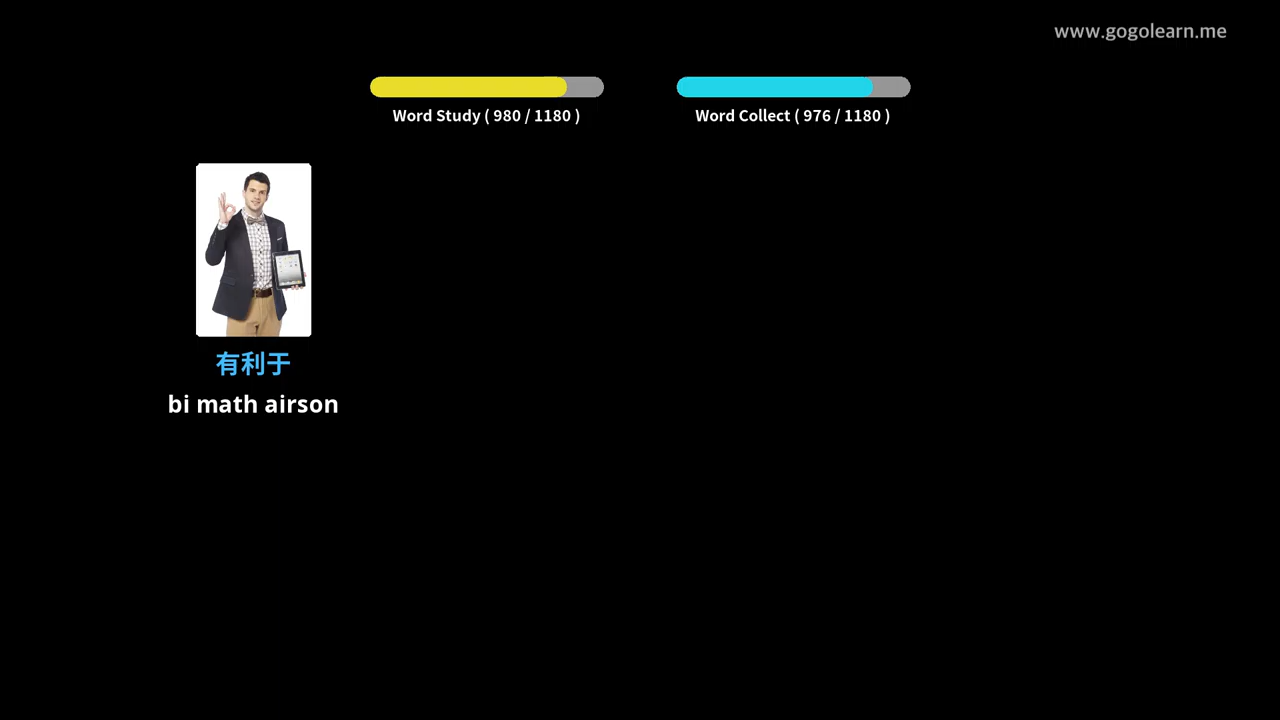 www.gogolearn.me
Word Study ( 980 / 1180 )
Word Collect ( 976 / 1180 )
有利于
bi math airson